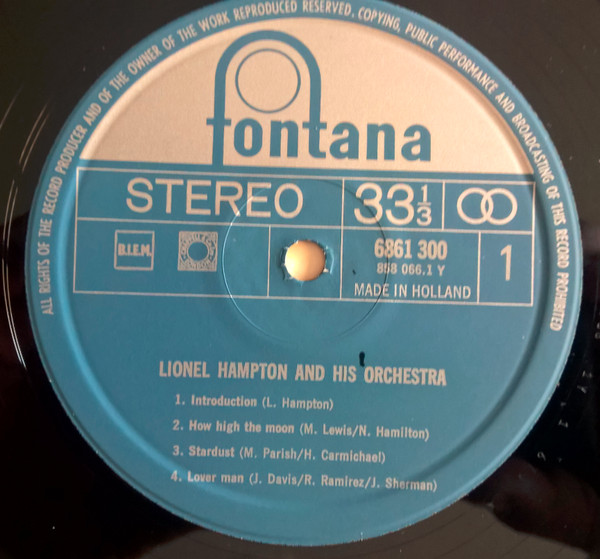 ALL RIGHTS OF THE RECORD PRODUCER AND OF THE OWNER OF THE WORK REPRODUCED RESERVED. COPYING, PUBLIC PERFORMANCE AND BROADCASTING OF THIS RECORD PROHIBITED
fontana
STEREO 33 1/3
B.I.E.M. 6861 300 1
858 066.1 Y
MADE IN HOLLAND
LIONEL HAMPTON AND HIS ORCHESTRA
1. Introduction (L. Hampton)
2. How high the moon (M. Lewis/N. Hamilton)
3. Stardust (M. Parish/H. Carmichael)
4. Lover man (J. Davis/R. Ramirez/J. Sherman)